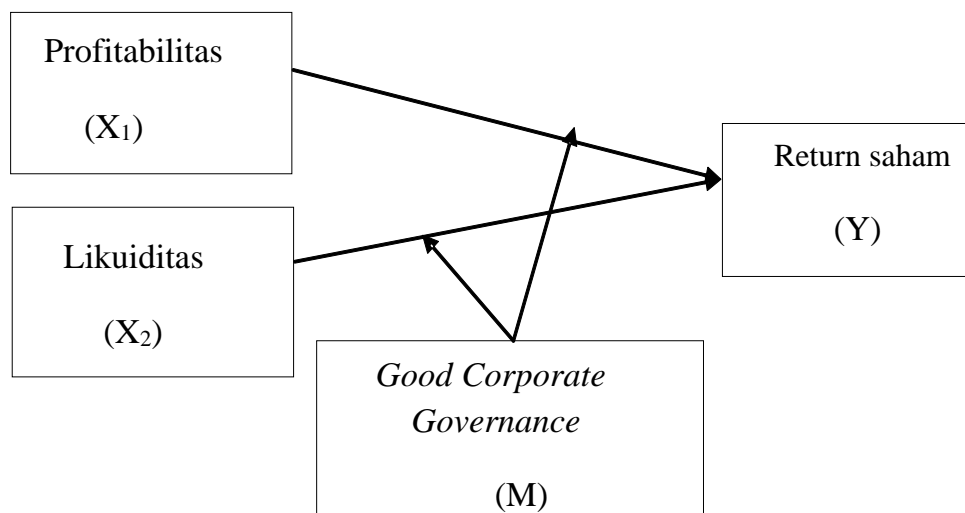 Profitabilitas
(X₁)
Return saham
(Y)
Likuiditas
(X₂)
Good Corporate
Governance
(M)